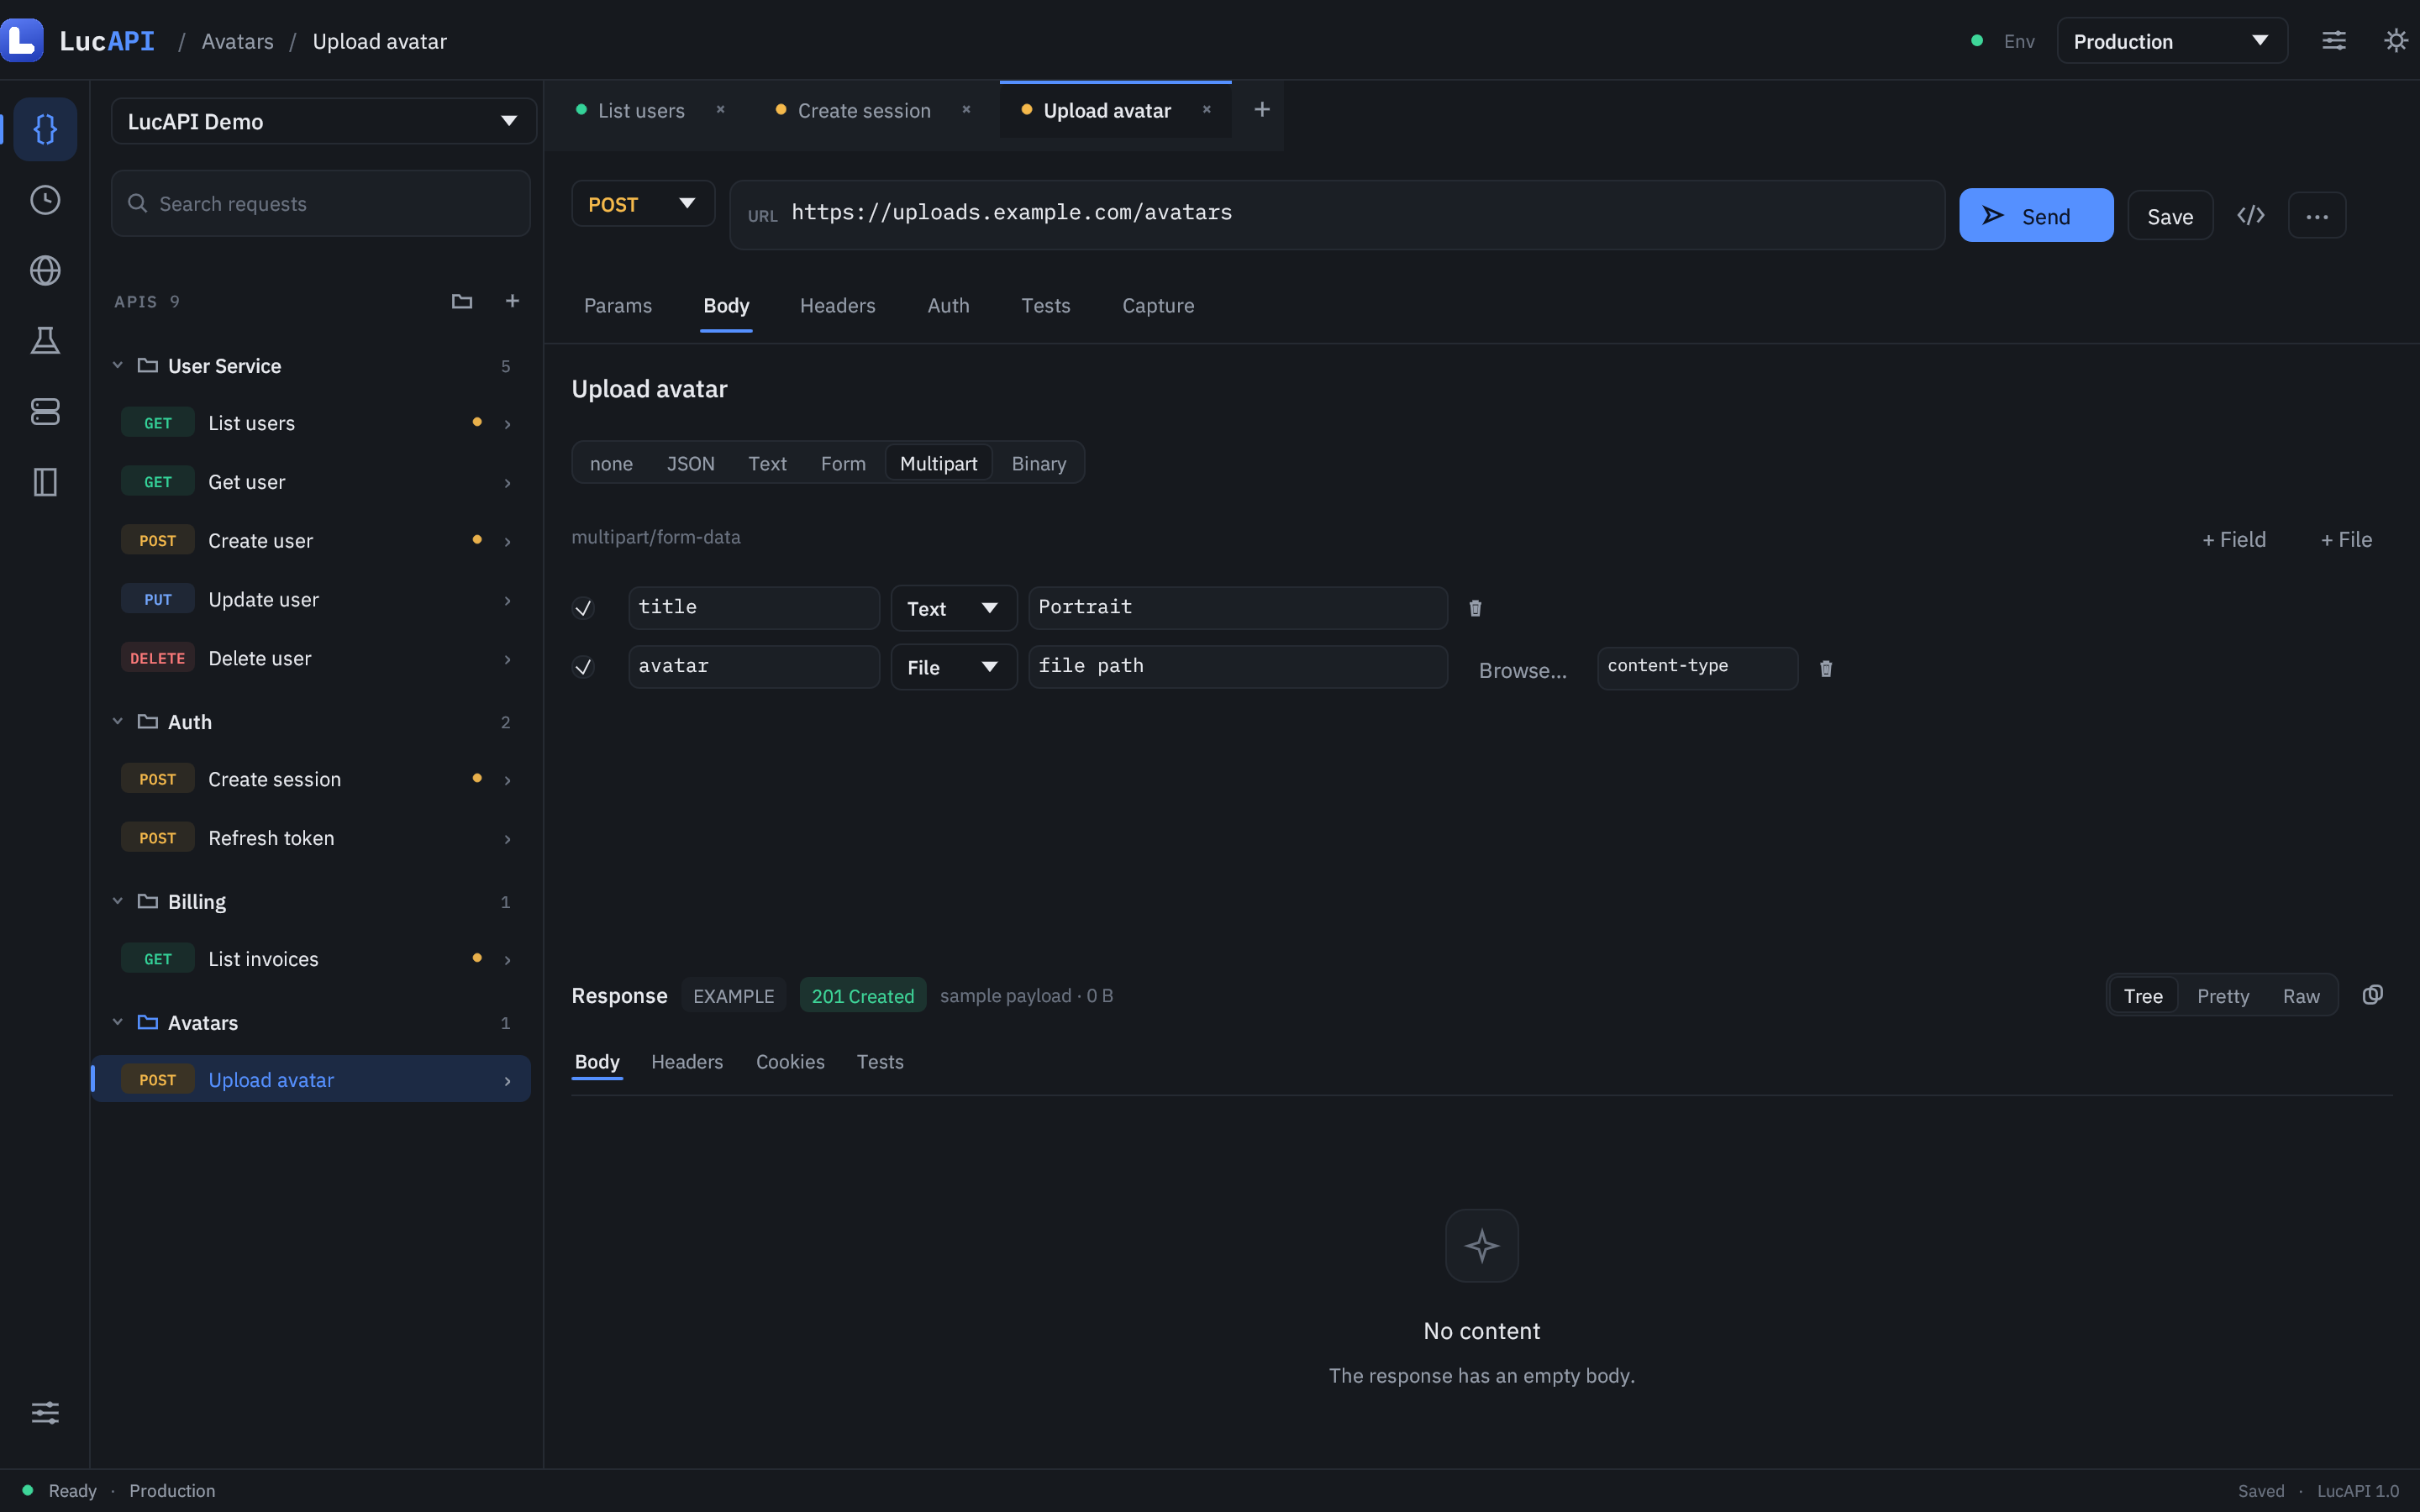 LucAPI / Avatars / Upload avatar
Env Production
LucAPI Demo
List users × Create session × Upload avatar × +
Search requests
POST URL https://uploads.example.com/avatars Send Save </> ...
APIS 9 +
Params Body Headers Auth Tests Capture
User Service 5
GET List users
GET Get user
POST Create user
PUT Update user
DELETE Delete user
Auth 2
POST Create session
POST Refresh token
Billing 1
GET List invoices
Avatars 1
POST Upload avatar
Upload avatar
none JSON Text Form Multipart Binary
multipart/form-data + Field + File
title Text Portrait
avatar File file path Browse... content-type
Response EXAMPLE 201 Created sample payload · 0 B Tree Pretty Raw
Body Headers Cookies Tests
No content
The response has an empty body.
Ready · Production
Saved · LucAPI 1.0